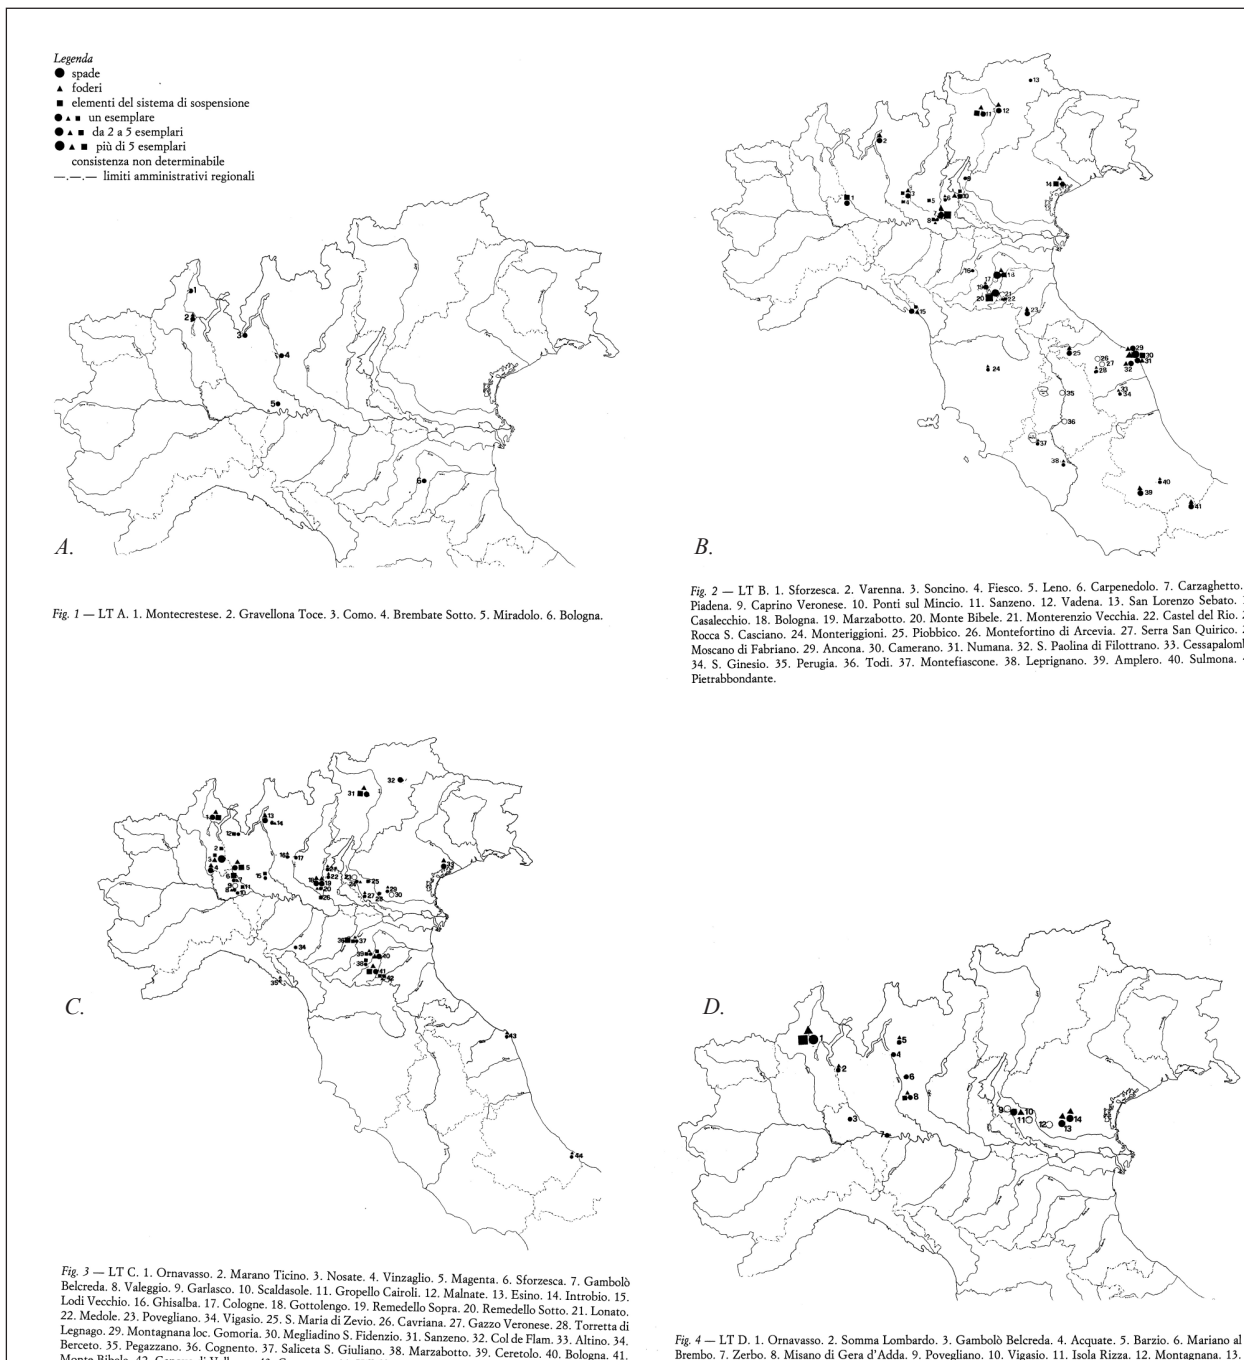 Legenda
spade
foderi
elementi del sistema di sospensione
un esemplare
da 2 a 5 esemplari
più di 5 esemplari
consistenza non determinabile
limiti amministrativi regionali
A.
Fig. 1 — LT A. 1. Montecrestese. 2. Gravellona Toce. 3. Como. 4. Brembate Sotto. 5. Miradolo. 6. Bologna.
B.
Fig. 2 — LT B. 1. Sforzesca. 2. Varenna. 3. Soncino. 4. Fiesco. 5. Leno. 6. Carpenedolo. 7. Carzaghetto.
Piadena. 9. Caprino Veronese. 10. Ponti sul Mincio. 11. Sanzeno. 12. Vadena. 13. San Lorenzo Sebato.
Casalecchio. 18. Bologna. 19. Marzabotto. 20. Monte Bibele. 21. Monterenzio Vecchia. 22. Castel del Rio.
Rocca S. Casciano. 24. Monteriggioni. 25. Piobbico. 26. Montefortino di Arcevia. 27. Serra San Quirico.
Moscano di Fabriano. 29. Ancona. 30. Camerano. 31. Numana. 32. S. Paolina di Filottrano. 33. Cessapalomb
34. S. Ginesio. 35. Perugia. 36. Todi. 37. Montefiascone. 38. Leprignano. 39. Amplero. 40. Sulmona.
Pietrabbondante.
C.
Fig. 3 — LT C. 1. Ornavasso. 2. Marano Ticino. 3. Nosate. 4. Vinzaglio. 5. Magenta. 6. Sforzesca. 7. Gambolò
Belcreda. 8. Valeggio. 9. Garlasco. 10. Scaldasole. 11. Gropello Cairoli. 12. Malnate. 13. Esino. 14. Introbio. 15.
Lodi Vecchio. 16. Ghisalba. 17. Cologne. 18. Gottolengo. 19. Remedello Sopra. 20. Remedello Sotto. 21. Lonato.
22. Medole. 23. Povegliano. 34. Vigasio. 25. S. Maria di Zevio. 26. Cavriana. 27. Gazzo Veronese. 28. Torretta di
Legnago. 29. Montagnana loc. Gomoria. 30. Megliadino S. Fidenzio. 31. Sanzeno. 32. Col de Flam. 33. Altino. 34.
Berceto. 35. Pegazzano. 36. Cognento. 37. Saliceta S. Giuliano. 38. Marzabotto. 39. Ceretolo. 40. Bologna. 41.
D.
Fig. 4 — LT D. 1. Ornavasso. 2. Somma Lombardo. 3. Gambolò Belcreda. 4. Acquate. 5. Barzio. 6. Mariano al
Brembo. 7. Zerbo. 8. Misano di Gera d'Adda. 9. Povegliano. 10. Vigasio. 11. Isola Rizza. 12. Montagnana. 13.